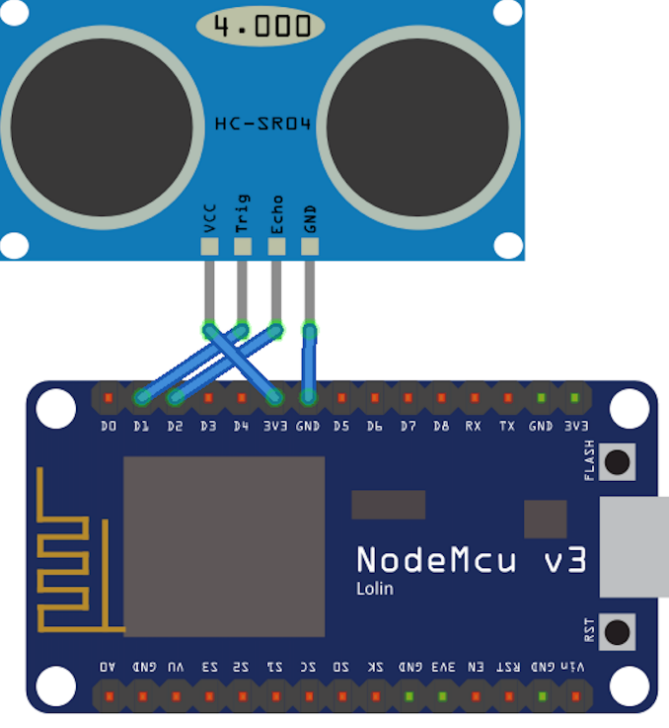 4.000
HC-SR04
VCC Trig Echo GND
D0 D1 D2 D3 D4 3V3 GND D5 D6 D7 D8 RX TX GND 3V3
FLASH
NodeMcu v3
Lolin
RST
A0 GND VU S3 S2 S1 SC SO SK GND 3V3 EN RST GND Vin